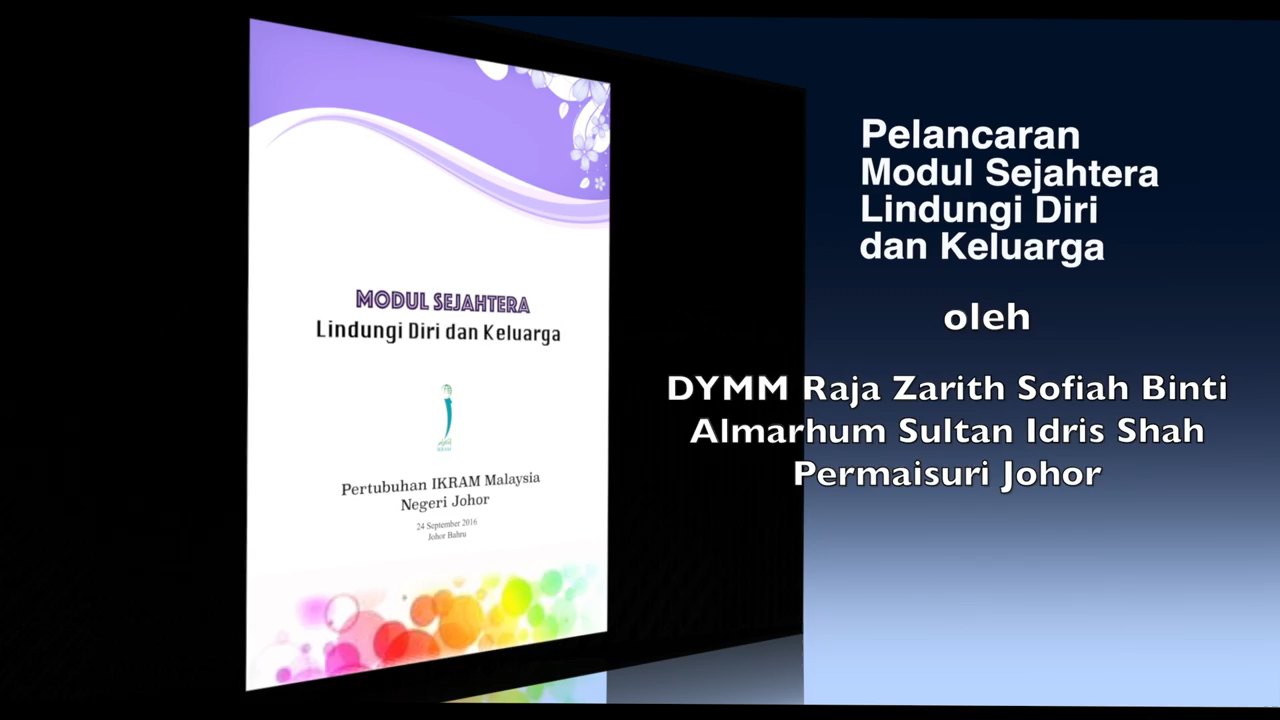 MODUL SEJAHTERA
Lindungi Diri dan Keluarga
Pertubuhan IKRAM Malaysia
Negeri Johor
24 September 2016
Johor Bahru
Pelancaran
Modul Sejahtera
Lindungi Diri
dan Keluarga
oleh
DYMM Raja Zarith Sofiah Binti
Almarhum Sultan Idris Shah
Permaisuri Johor